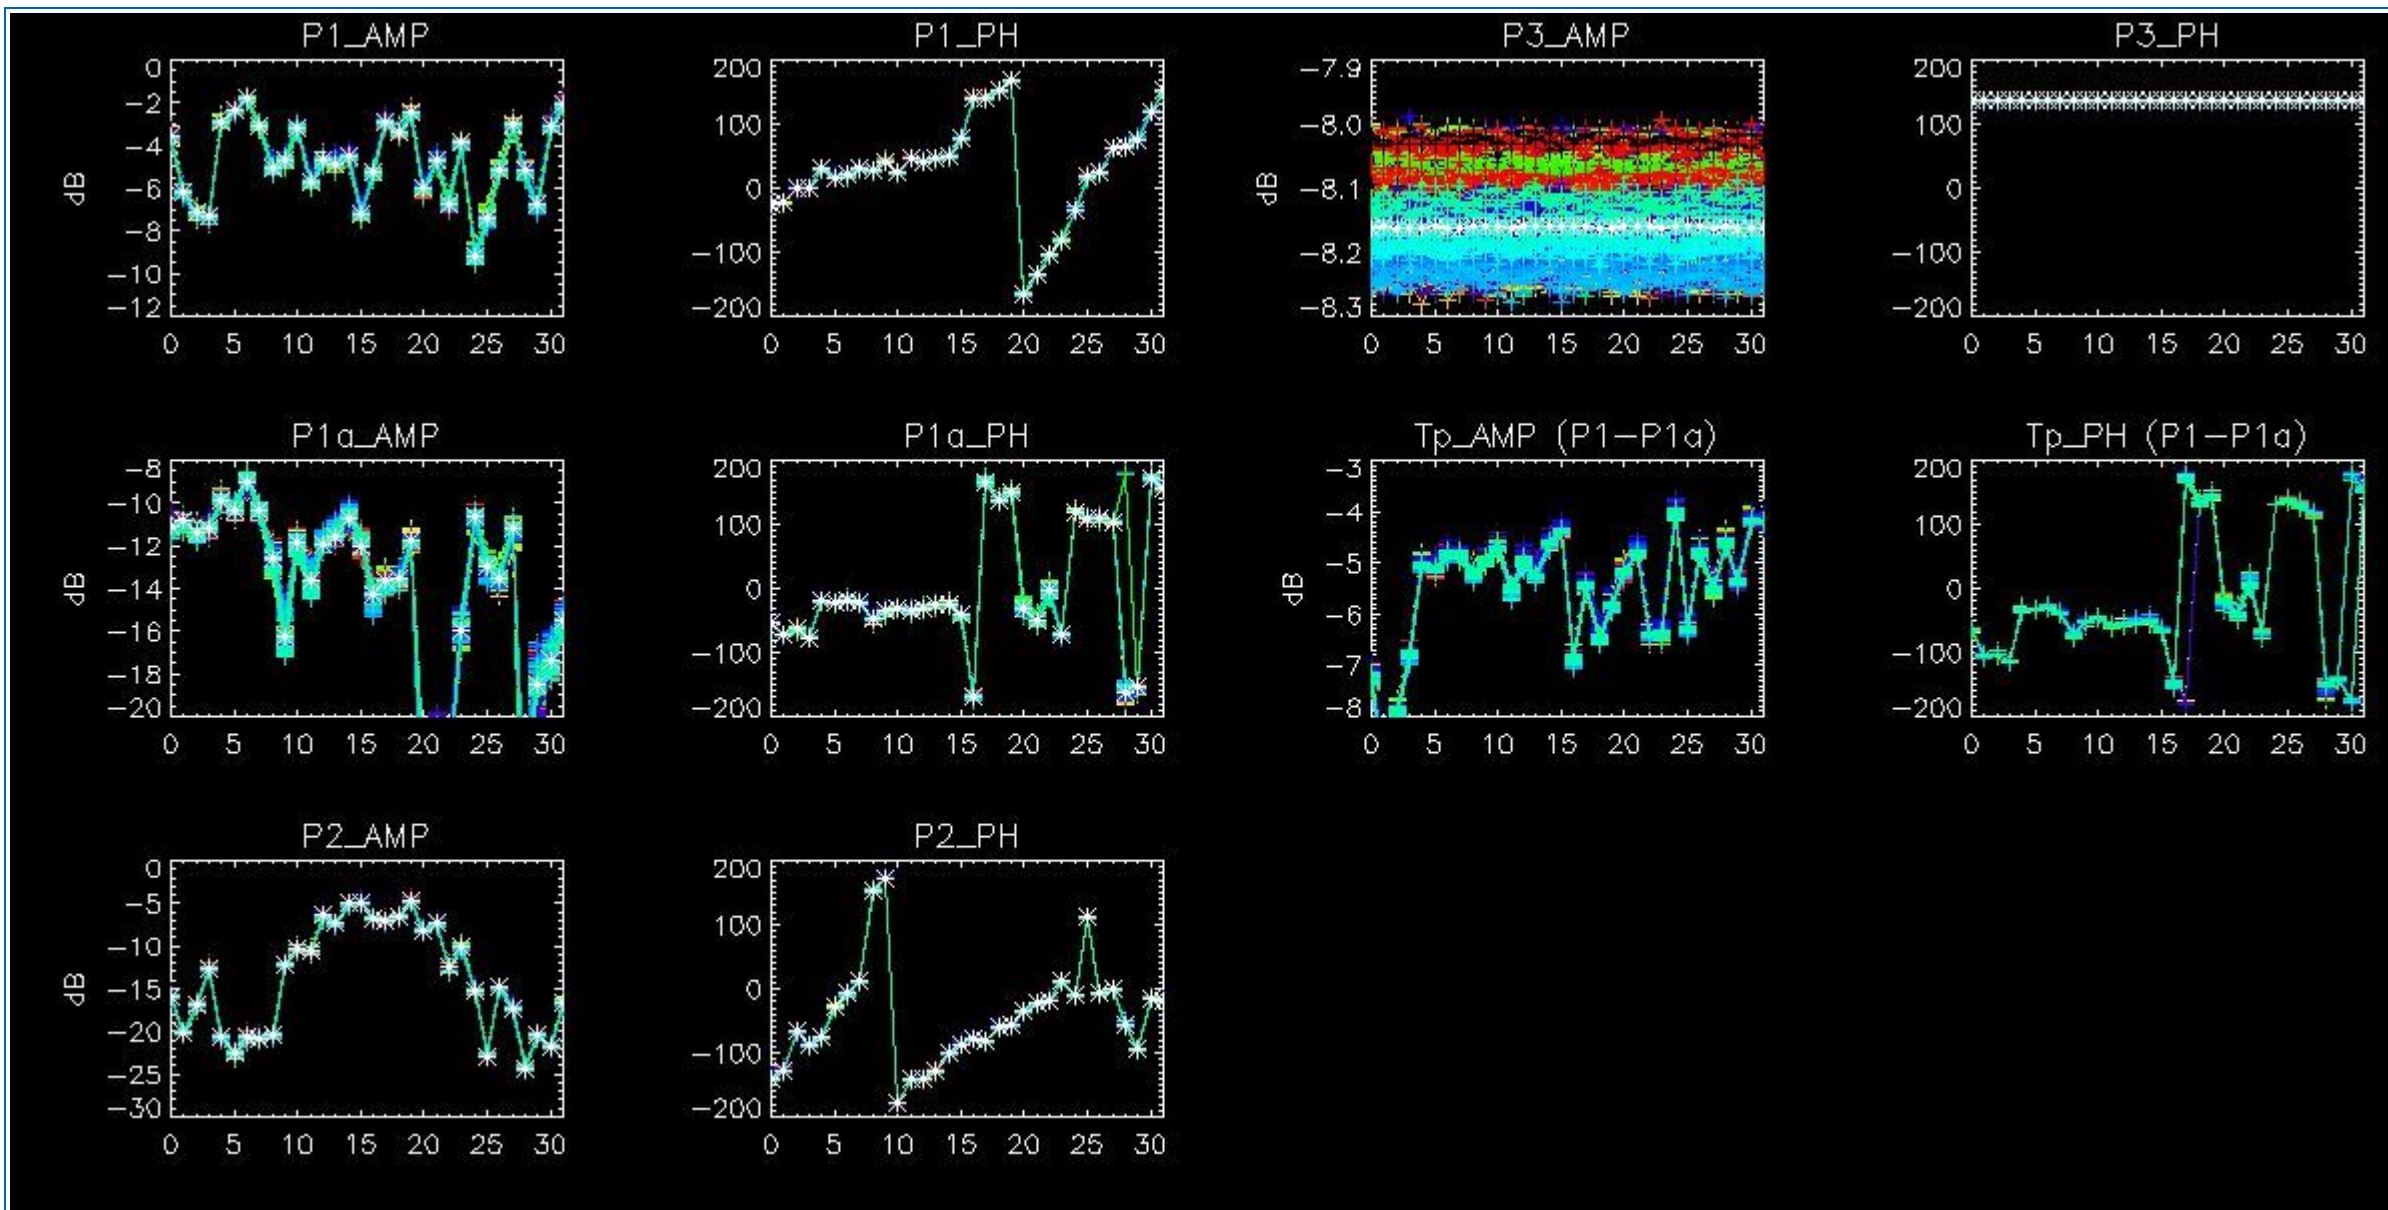 P1_AMP
0
−2
−4
−6
−8
−10
−12
dB
0 5 10 15 20 25 30
P1_PH
200
100
0
−100
−200
0 5 10 15 20 25 30
P3_AMP
−7.9
−8.0
−8.1
−8.2
−8.3
dB
0 5 10 15 20 25 30
P3_PH
200
100
0
−100
−200
0 5 10 15 20 25 30
P1a_AMP
−8
−10
−12
−14
−16
−18
−20
dB
0 5 10 15 20 25 30
P1a_PH
200
100
0
−100
−200
0 5 10 15 20 25 30
Tp_AMP (P1−P1a)
−3
−4
−5
−6
−7
−8
dB
0 5 10 15 20 25 30
Tp_PH (P1−P1a)
200
100
0
−100
−200
0 5 10 15 20 25 30
P2_AMP
0
−5
−10
−15
−20
−25
−30
dB
0 5 10 15 20 25 30
P2_PH
200
100
0
−100
−200
0 5 10 15 20 25 30